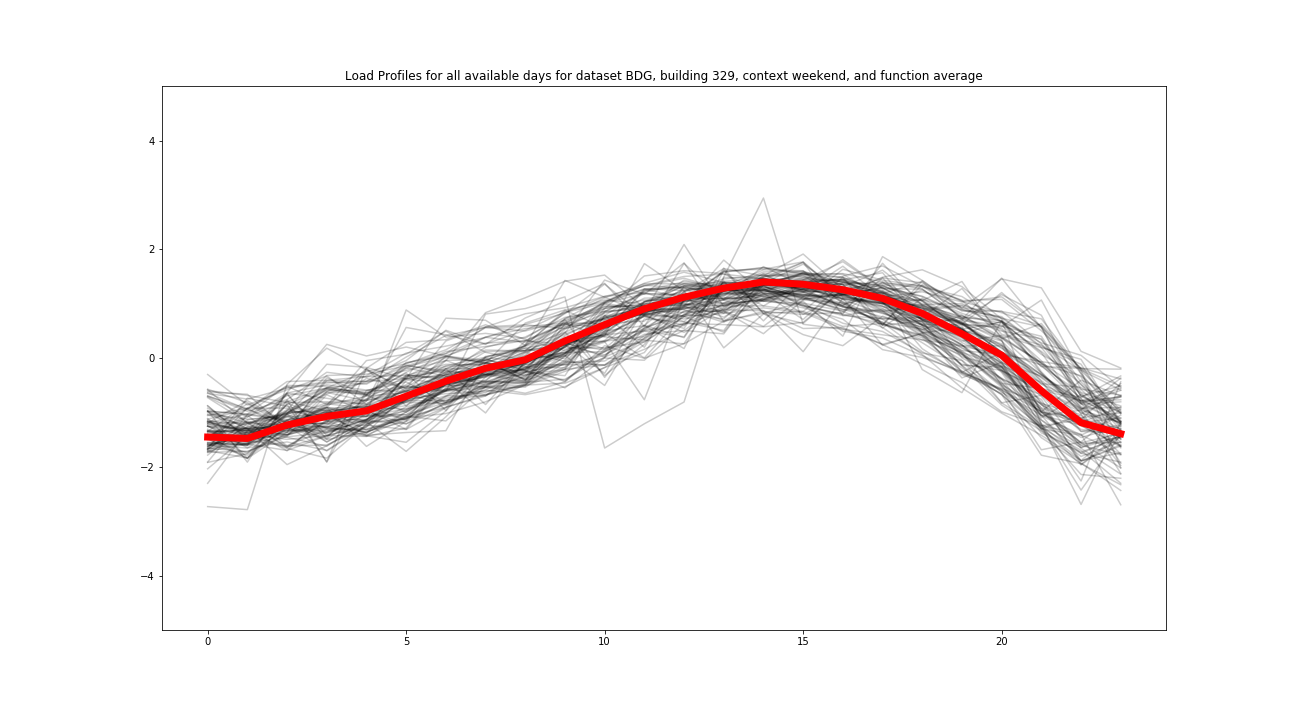 Load Profiles for all available days for dataset BDG, building 329, context weekend, and function average
4
2
0
−2
−4
0 5 10 15 20